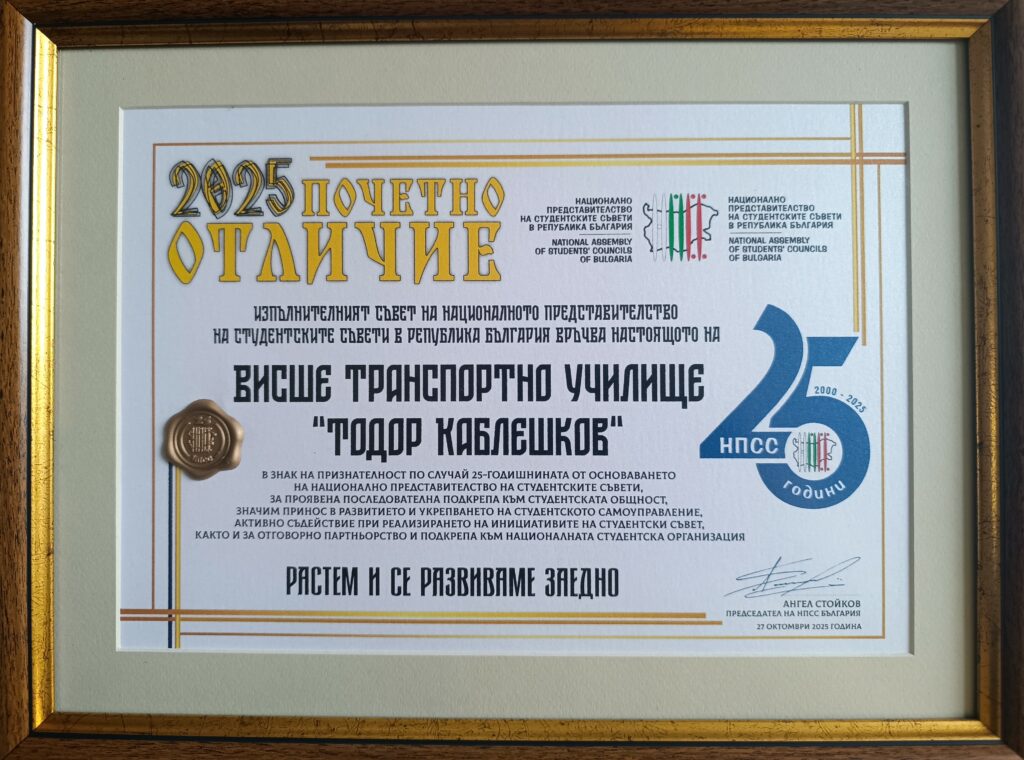 2025 ПОЧЕТНО
ОТЛИЧИЕ
НАЦИОНАЛНО
ПРЕДСТАВИТЕЛСТВО
НА СТУДЕНТСКИТЕ СЪВЕТИ
В РЕПУБЛИКА БЪЛГАРИЯ
NATIONAL ASSEMBLY
OF STUDENTS' COUNCILS
OF BULGARIA
НАЦИОНАЛНО
ПРЕДСТАВИТЕЛСТВО
НА СТУДЕНТСКИТЕ СЪВЕТИ
В РЕПУБЛИКА БЪЛГАРИЯ
NATIONAL ASSEMBLY
OF STUDENTS' COUNCILS
OF BULGARIA
ИЗПЪЛНИТЕЛНИЯТ СЪВЕТ НА НАЦИОНАЛНОТО ПРЕДСТАВИТЕЛСТВО
НА СТУДЕНТСКИТЕ СЪВЕТИ В РЕПУБЛИКА БЪЛГАРИЯ ВРЪЧВА НАСТОЯЩОТО НА
ВИСШЕ ТРАНСПОРТНО УЧИЛИЩЕ
"ТОДОР КАБЛЕШКОВ"
25
2000 - 2025
НПСС
ГОДИНИ
В ЗНАК НА ПРИЗНАТЕЛНОСТ ПО СЛУЧАЙ 25-ГОДИШНИНАТА ОТ ОСНОВАВАНЕТО
НА НАЦИОНАЛНО ПРЕДСТАВИТЕЛСТВО НА СТУДЕНТСКИТЕ СЪВЕТИ,
ЗА ПРОЯВЕНА ПОСЛЕДОВАТЕЛНА ПОДКРЕПА КЪМ СТУДЕНТСКАТА ОБЩНОСТ,
ЗНАЧИМ ПРИНОС В РАЗВИТИЕТО И УКРЕПВАНЕТО НА СТУДЕНТСКОТО САМОУПРАВЛЕНИЕ,
АКТИВНО СЪДЕЙСТВИЕ ПРИ РЕАЛИЗИРАНЕТО НА ИНИЦИАТИВИТЕ НА СТУДЕНТСКИ СЪВЕТ,
КАКТО И ЗА ОТГОВОРНО ПАРТНЬОРСТВО И ПОДКРЕПА КЪМ НАЦИОНАЛНАТА СТУДЕНТСКА ОРГАНИЗАЦИЯ
РАСТЕМ И СЕ РАЗВИВАМЕ ЗАЕДНО
АНГЕЛ СТОЙКОВ
ПРЕДСЕДАТЕЛ НА НПСС БЪЛГАРИЯ
27 ОКТОМВРИ 2025 ГОДИНА